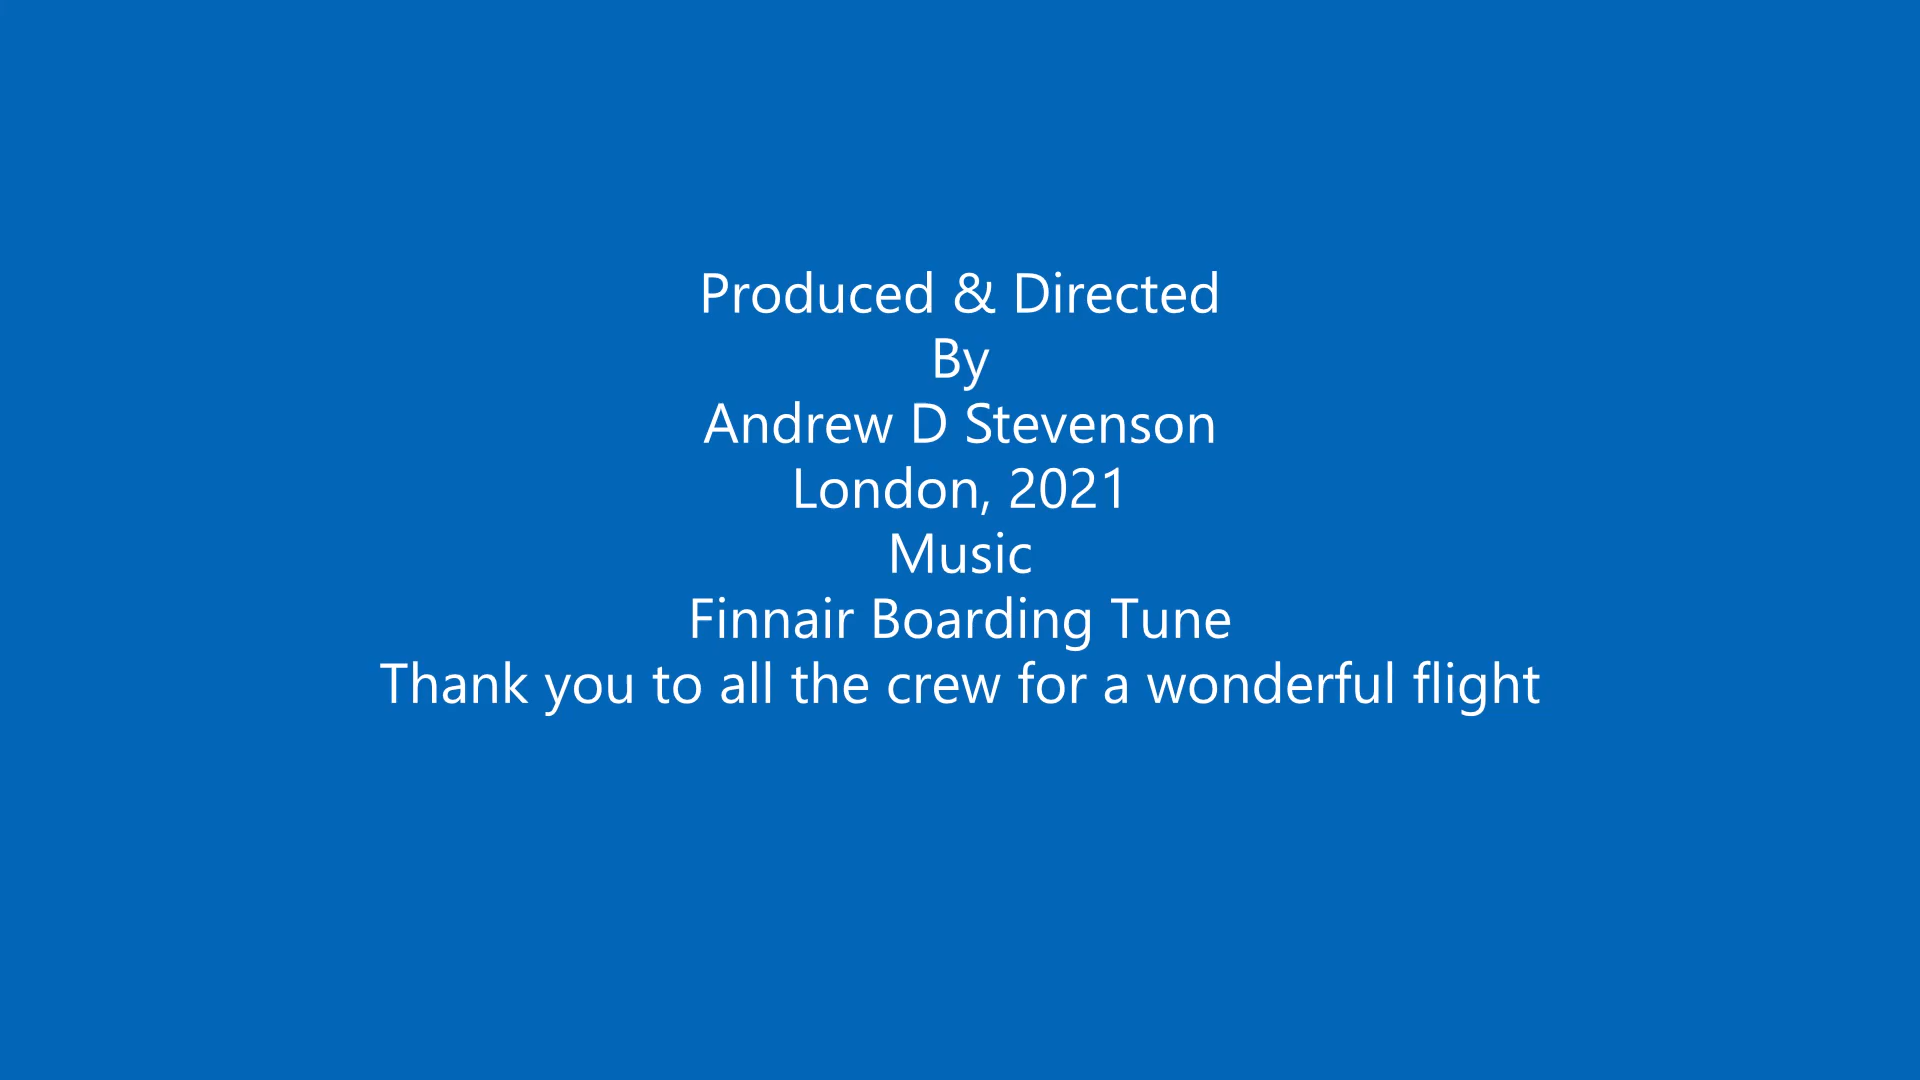 Produced & Directed
By
Andrew D Stevenson
London, 2021
Music
Finnair Boarding Tune
Thank you to all the crew for a wonderful flight